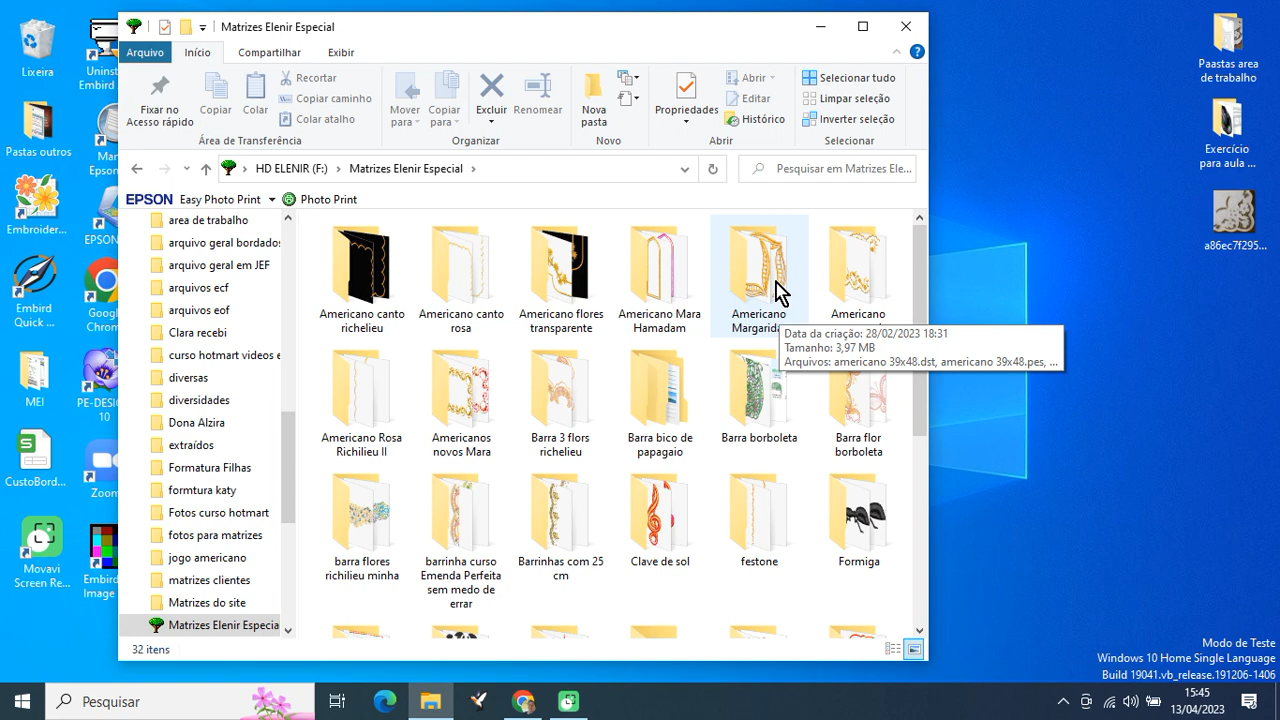 Matrizes Elenir Especial
Arquivo
Início
Compartilhar
Exibir
Fixar no
Acesso rápido
Copiar
Colar
Recortar
Copiar caminho
Colar atalho
Área de Transferência
Mover
para
Copiar
para
Excluir
Renomear
Organizar
Nova
pasta
Novo
Propriedades
Abrir
Editar
Histórico
Abrir
Selecionar tudo
Limpar seleção
Inverter seleção
Selecionar
HD ELENIR (F:)
Matrizes Elenir Especial
Pesquisar em Matrizes Ele...
EPSON
Easy Photo Print
Photo Print
area de trabalho
arquivo geral bordados
arquivo geral em JEF
arquivos ecf
arquivos eof
Clara recebi
curso hotmart videos e
diversas
diversidades
Dona Alzira
extraídos
Formatura Filhas
formtura katy
Fotos curso hotmart
fotos para matrizes
jogo americano
matrizes clientes
Matrizes do site
Matrizes Elenir Especia
Americano canto
richelieu
Americano canto
rosa
Americano flores
transparente
Americano Mara
Hamadam
Americano
Margarida
Americano
Data da criação: 28/02/2023 18:31
Tamanho: 3,97 MB
Arquivos: americano 39x48.dst, americano 39x48.pes, ...
Americano Rosa
Richilieu II
Americanos
novos Mara
Barra 3 flors
richelieu
Barra bico de
papagaio
Barra borboleta
Barra flor
borboleta
barra flores
richilieu minha
barrinha curso
Emenda Perfeita
sem medo de
errar
Barrinhas com 25
cm
Clave de sol
festone
Formiga
32 itens
Lixeira
Unins
Embird
Pastas outros
Man
Epson
Embroider...
EPSON
Embird
Quick ...
Google
Chrom
MEI
PE-DESI
10
CustoBord...
Zoom
Movavi
Screen Re...
Embird
Image
Paastas area
de trabalho
Exercício
para aula ...
a86ec7f295...
Modo de Teste
Windows 10 Home Single Language
Build 19041.vb_release.191206-1406
Pesquisar
15:45
13/04/2023